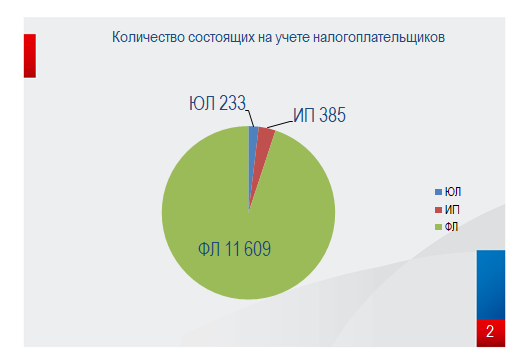 Количество состоящих на учете налогоплательщиков
ЮЛ 233
ИП 385
ФЛ 11 609
ЮЛ
ИП
ФЛ
2